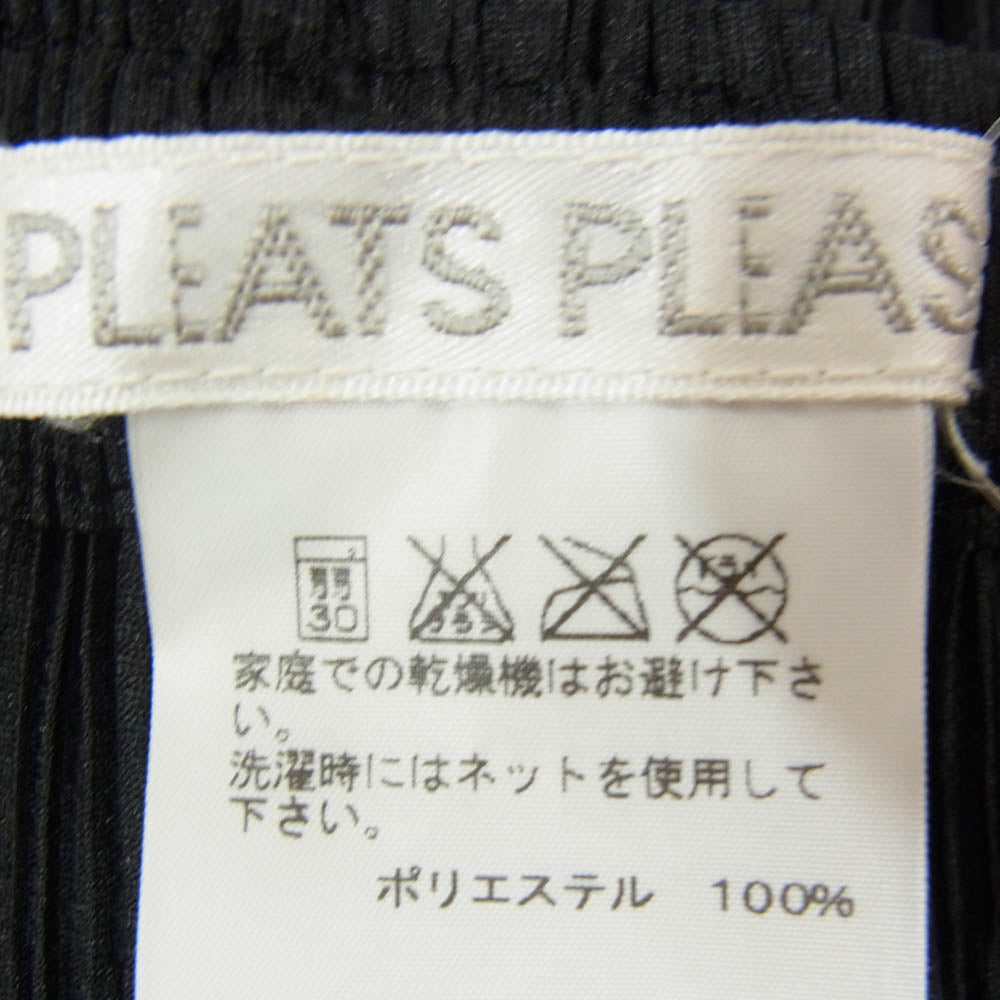 PLEATS PLEAS
弱
30
家庭での乾燥機はお避け下さ
い。
洗濯時にはネットを使用して
下さい。
ポリエステル 100%